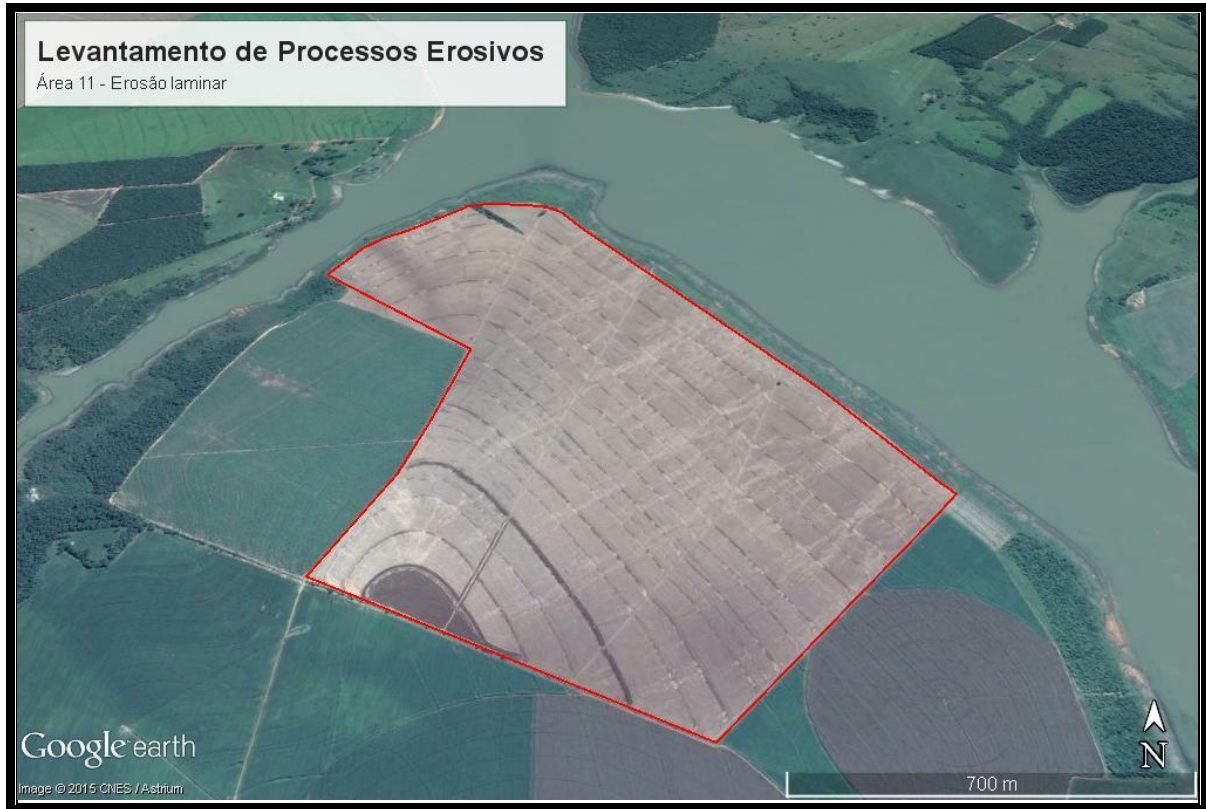 Levantamento de Processos Erosivos
Área 11 - Erosão laminar
N
Google earth
700 m
Image © 2015 CNES / Astrium